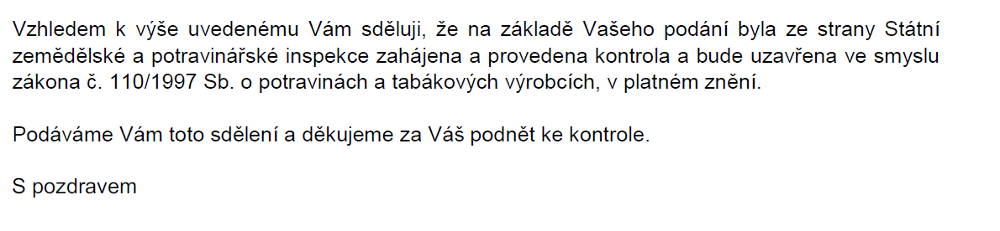 Vzhledem k výše uvedenému Vám sděluji, že na základě Vašeho podání byla ze strany Státní
zemědělské a potravinářské inspekce zahájena a provedena kontrola a bude uzavřena ve smyslu
zákona č. 110/1997 Sb. o potravinách a tabákových výrobcích, v platném znění.
Podáváme Vám toto sdělení a děkujeme za Váš podnět ke kontrole.
S pozdravem